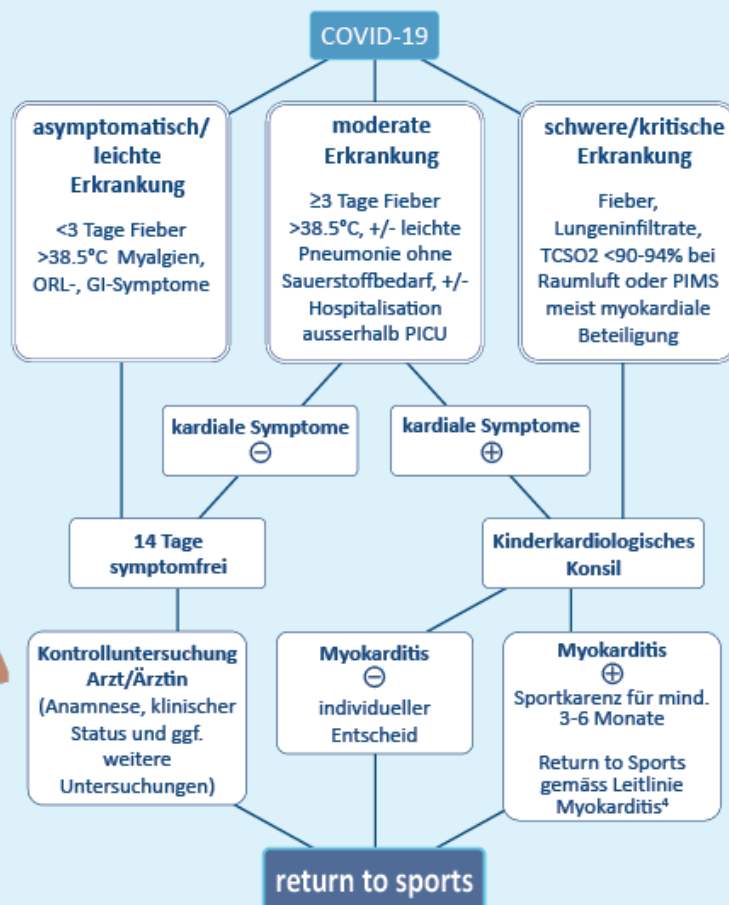 COVID-19
asymptomatisch/
leichte
Erkrankung
<3 Tage Fieber
>38.5°C Myalgien,
ORL-, GI-Symptome
moderate
Erkrankung
≥3 Tage Fieber
>38.5°C, +/- leichte
Pneumonie ohne
Sauerstoffbedarf, +/-
Hospitalisation
ausserhalb PICU
schwere/kritische
Erkrankung
Fieber,
Lungeninfiltrate,
TCSO2 <90-94% bei
Raumluft oder PIMS
meist myokardiale
Beteiligung
kardiale Symptome
⊖
kardiale Symptome
⊕
14 Tage
symptomfrei
Kinderkardiologisches
Konsil
Kontrolluntersuchung
Arzt/Ärztin
(Anamnese, klinischer
Status und ggf.
weitere
Untersuchungen)
Myokarditis
⊖
individueller
Entscheid
Myokarditis
⊕
Sportkarenz für mind.
3-6 Monate
Return to Sports
gemäss Leitlinie
Myokarditis⁴
return to sports